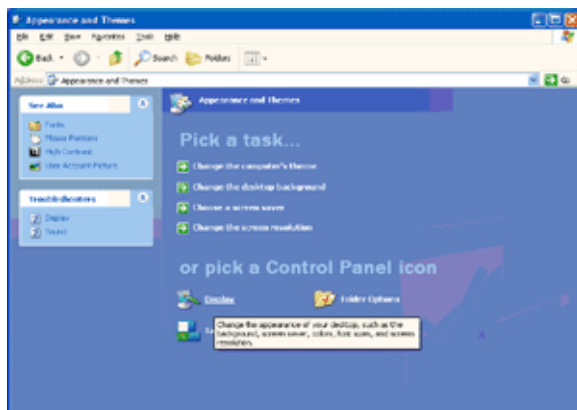 Appearance and Themes
File Edit View Favorites Tools Help
Back Search Folders
Address Appearance and Themes Go
See Also
Fonts
Mouse Pointers
High Contrast
User Account Picture
Troubleshooters
Display
Sound
Appearance and Themes
Pick a task...
Change the computer's theme
Change the desktop background
Choose a screen saver
Change the screen resolution
or pick a Control Panel icon
Display Folder Options
Change the appearance of your desktop, such as the
background, screen saver, colors, font sizes, and screen
resolution.